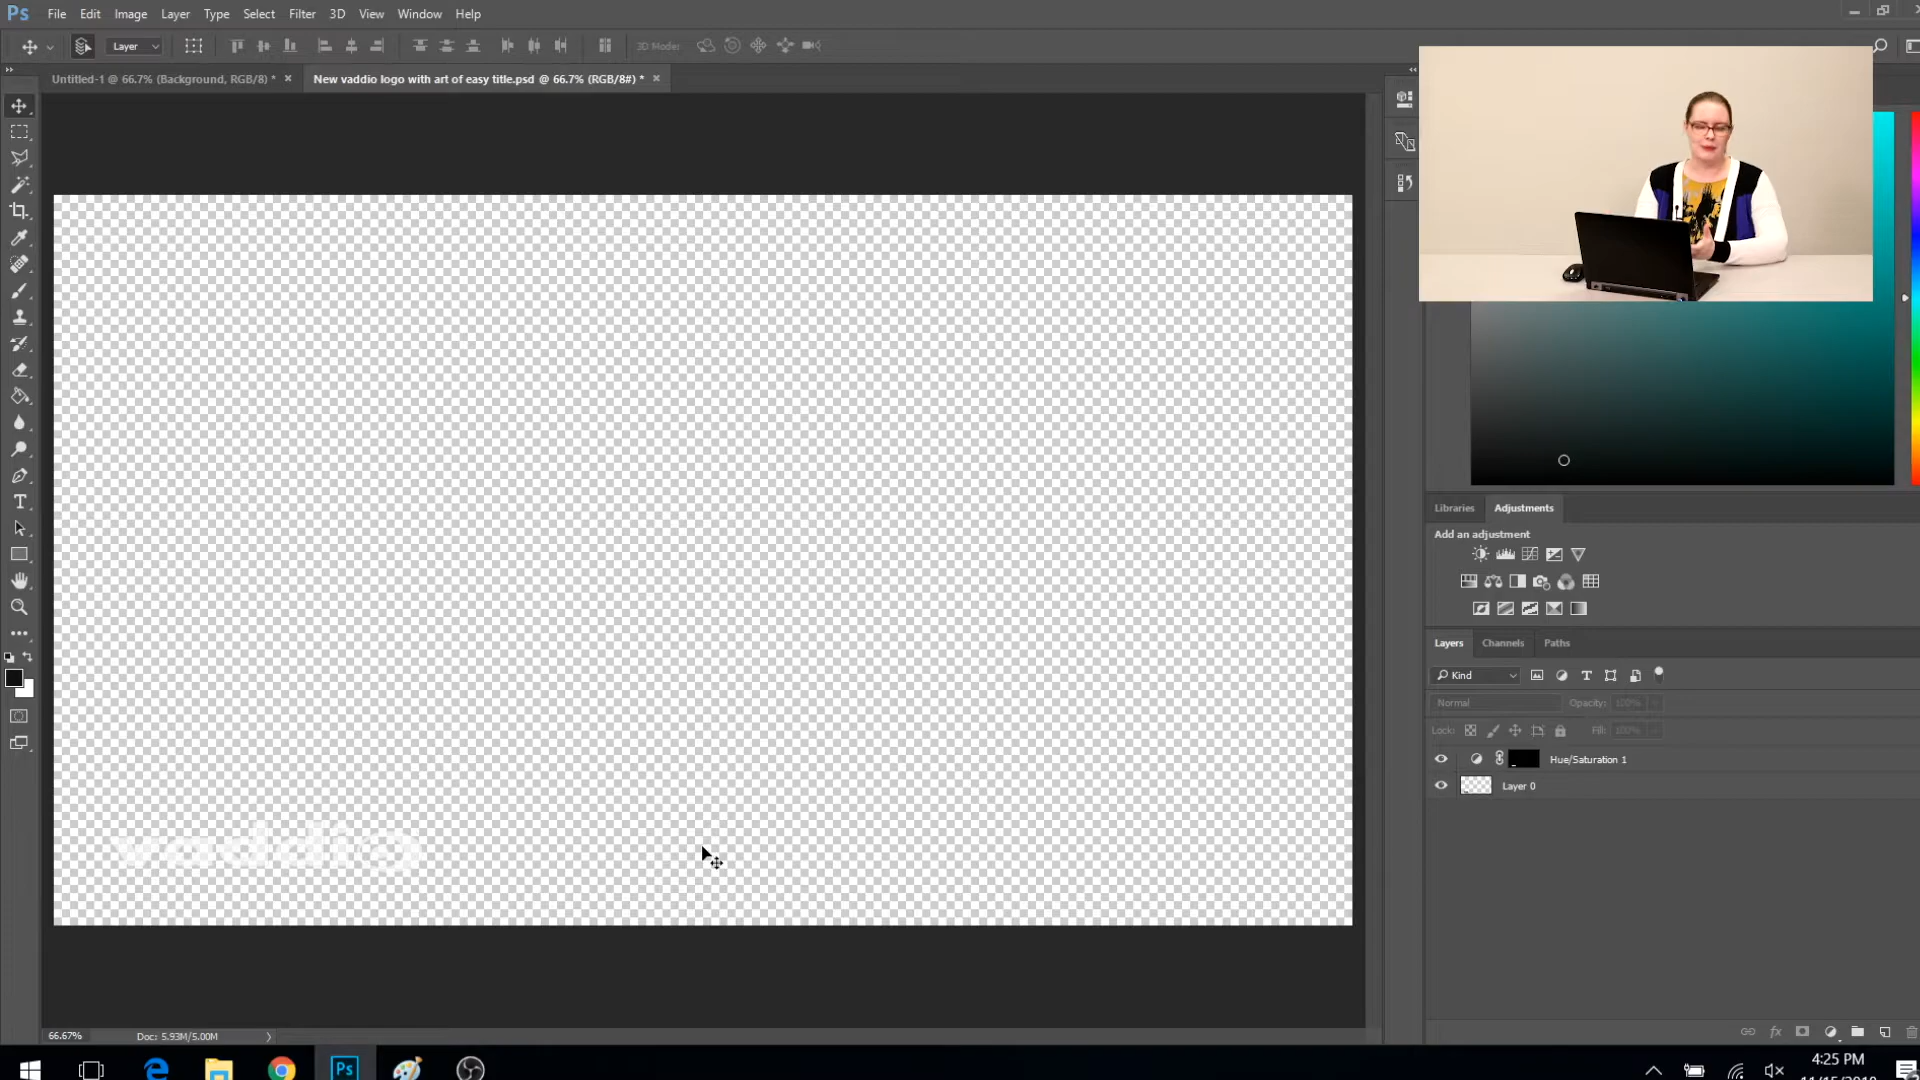 Ps File Edit Image Layer Type Select Filter 3D View Window Help
Layer 3D Mode:
Untitled-1 @ 66.7% (Background, RGB/8) * × New vaddio logo with art of easy title.psd @ 66.7% (RGB/8#) * ×
Libraries Adjustments
Add an adjustment
Layers Channels Paths
Kind
Normal Opacity: 100%
Lock: Fill: 100%
Hue/Saturation 1
Layer 0
vaddio
66.67% Doc: 5.93M/5.00M
Ps
4:25 PM